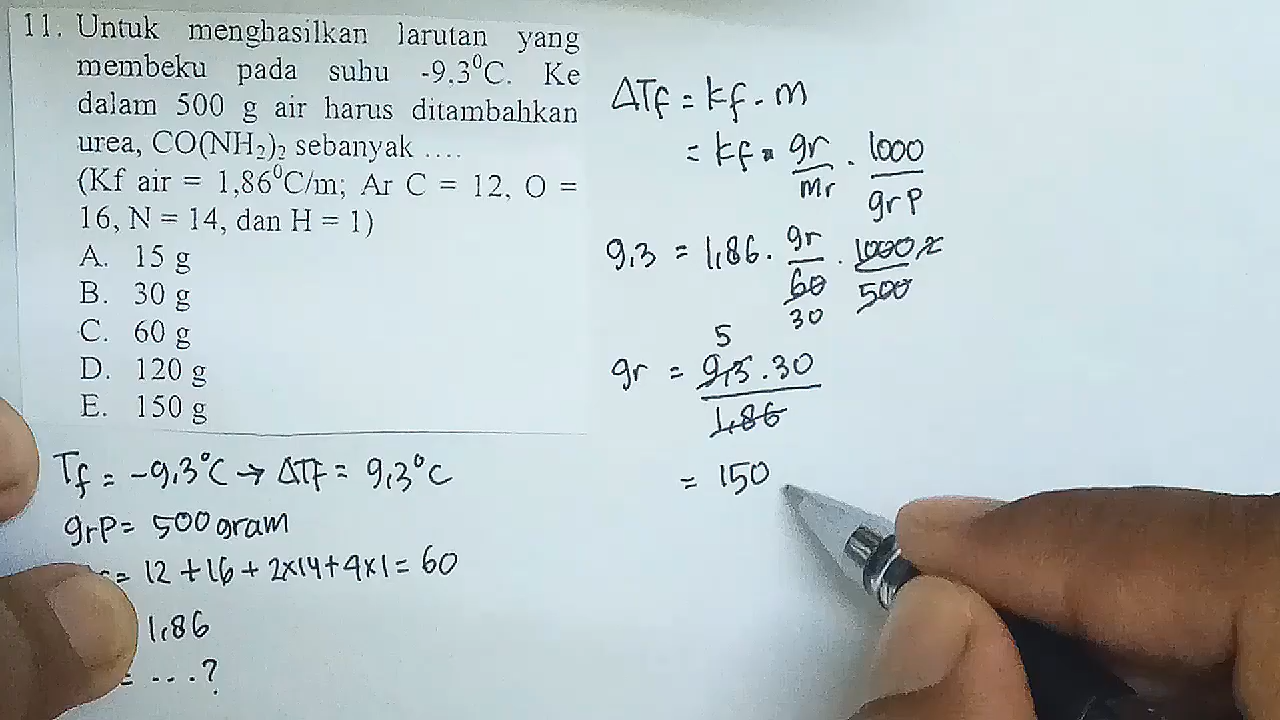 11. Untuk menghasilkan larutan yang
membeku pada suhu -9,3⁰C. Ke
dalam 500 g air harus ditambahkan
urea, CO(NH₂)₂ sebanyak ....
(Kf air = 1,86⁰C/m; Ar C = 12, O =
16, N = 14, dan H = 1)
A. 15 g
B. 30 g
C. 60 g
D. 120 g
E. 150 g
Tf = -9,3°C → ΔTf = 9,3°C
grP = 500 gram
= 12 + 16 + 2x14 + 4x1 = 60
1,86
= ...?
ΔTf = kf . m
= kf . gr/mr . 1000/grP
9,3 = 1,86 . gr/60 . 1000 2/500
30
5
gr = 9,3 . 30/1,86
= 150